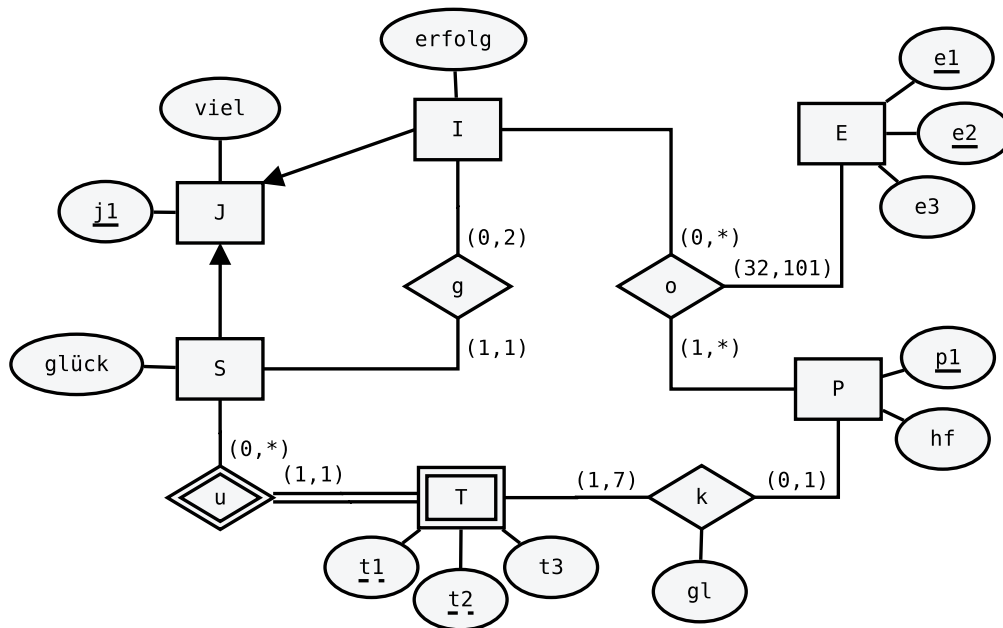 erfolg
e1
viel
I
E
e2
j1
J
e3
(0,2)
(0,*)
(32,101)
g
o
(1,1)
(1,*)
glück
S
P
p1
hf
(0,*)
(1,1)
(1,7)
(0,1)
u
T
k
t1
t2
t3
gl